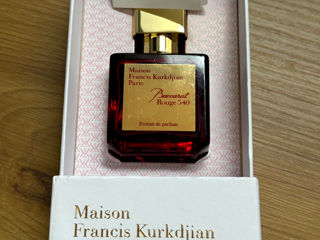 Maison
Francis Kurkdjian
Paris
Baccarat
Rouge 540
Extrait de parfum
Maison
Francis Kurkdjian